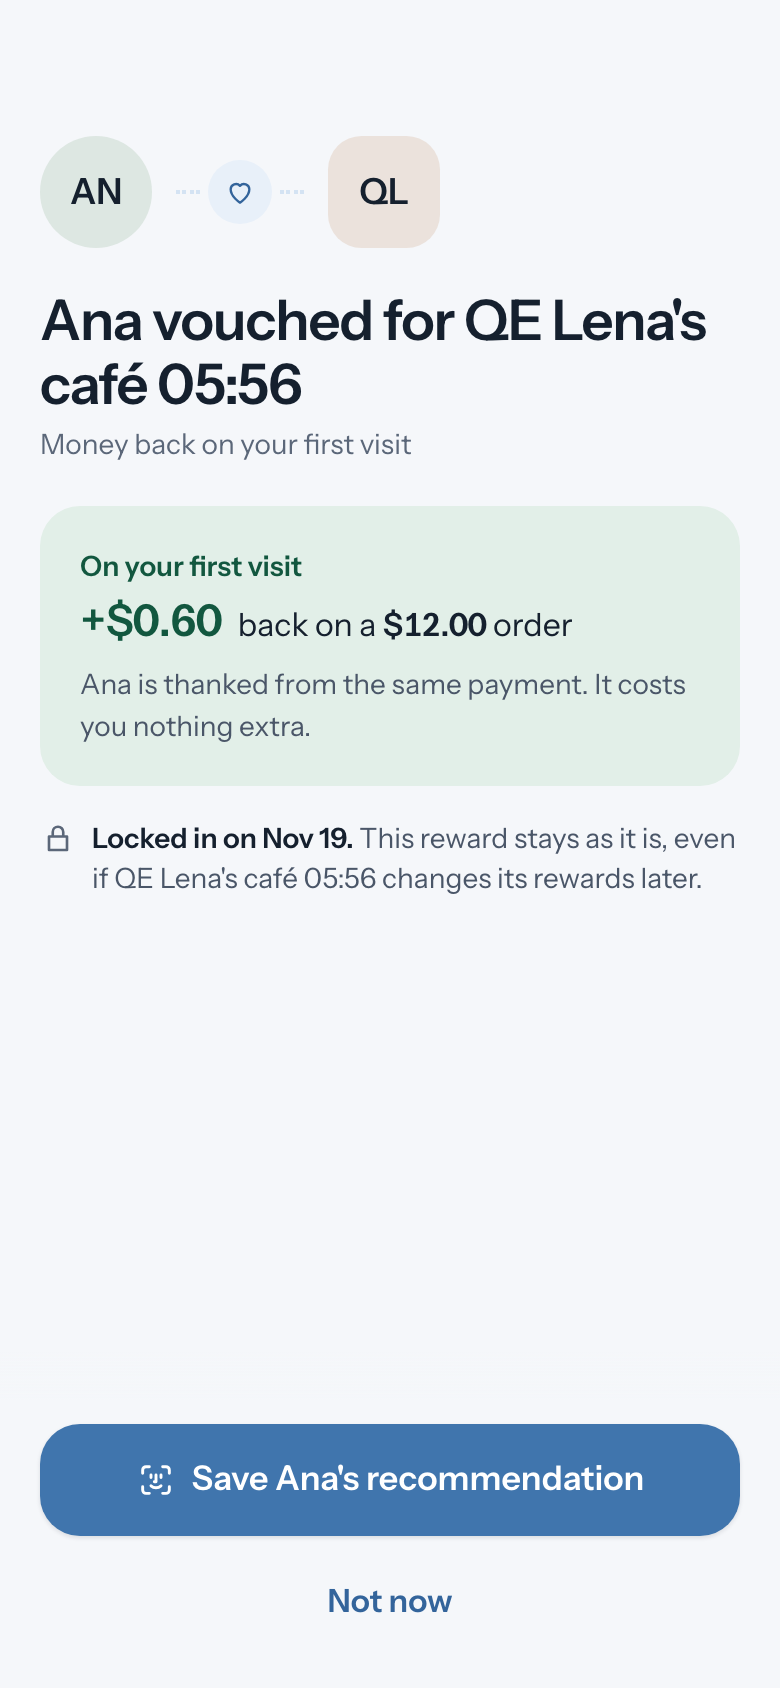 AN
QL
Ana vouched for QE Lena's
café 05:56
Money back on your first visit
On your first visit
+$0.60 back on a $12.00 order
Ana is thanked from the same payment. It costs
you nothing extra.
Locked in on Nov 19. This reward stays as it is, even
if QE Lena's café 05:56 changes its rewards later.
Save Ana's recommendation
Not now